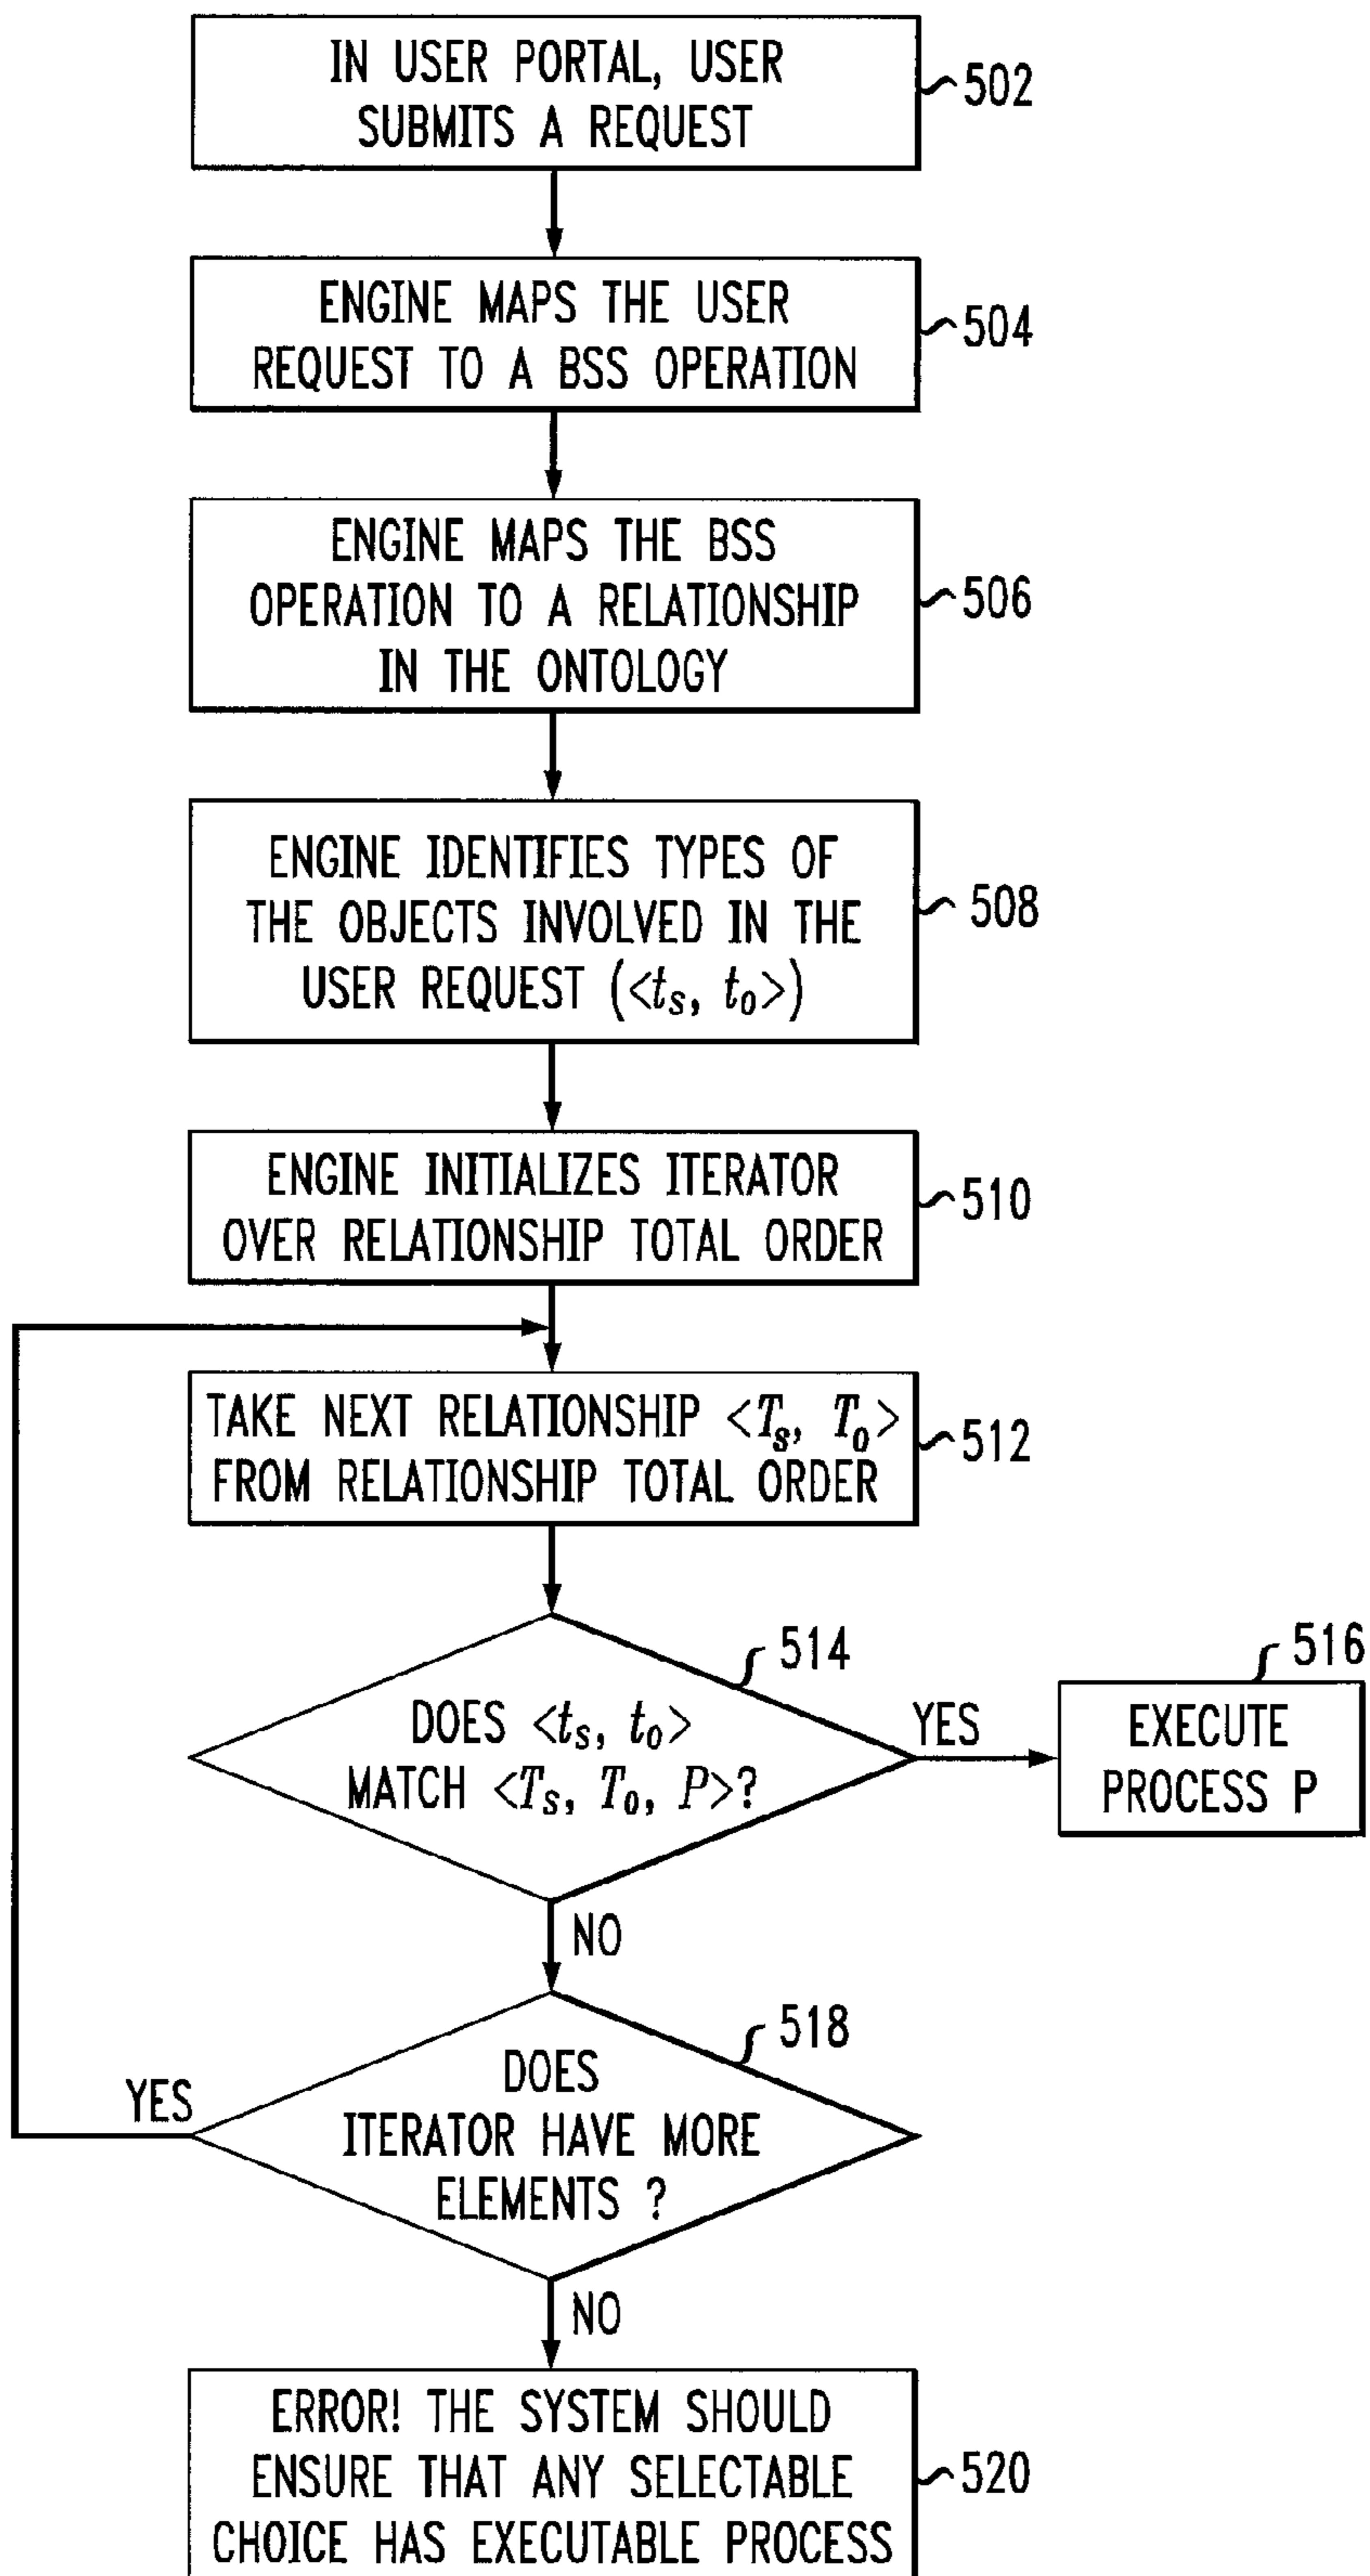 IN USER PORTAL, USER
SUBMITS A REQUEST
502
ENGINE MAPS THE USER
REQUEST TO A BSS OPERATION
504
ENGINE MAPS THE BSS
OPERATION TO A RELATIONSHIP
IN THE ONTOLOGY
506
ENGINE IDENTIFIES TYPES OF
THE OBJECTS INVOLVED IN THE
USER REQUEST (<ts, to>)
508
ENGINE INITIALIZES ITERATOR
OVER RELATIONSHIP TOTAL ORDER
510
TAKE NEXT RELATIONSHIP <Ts, To>
FROM RELATIONSHIP TOTAL ORDER
512
514
DOES <ts, to>
MATCH <Ts, To, P>?
YES
516
EXECUTE
PROCESS P
NO
518
DOES
ITERATOR HAVE MORE
ELEMENTS ?
YES
NO
ERROR! THE SYSTEM SHOULD
ENSURE THAT ANY SELECTABLE
CHOICE HAS EXECUTABLE PROCESS
520